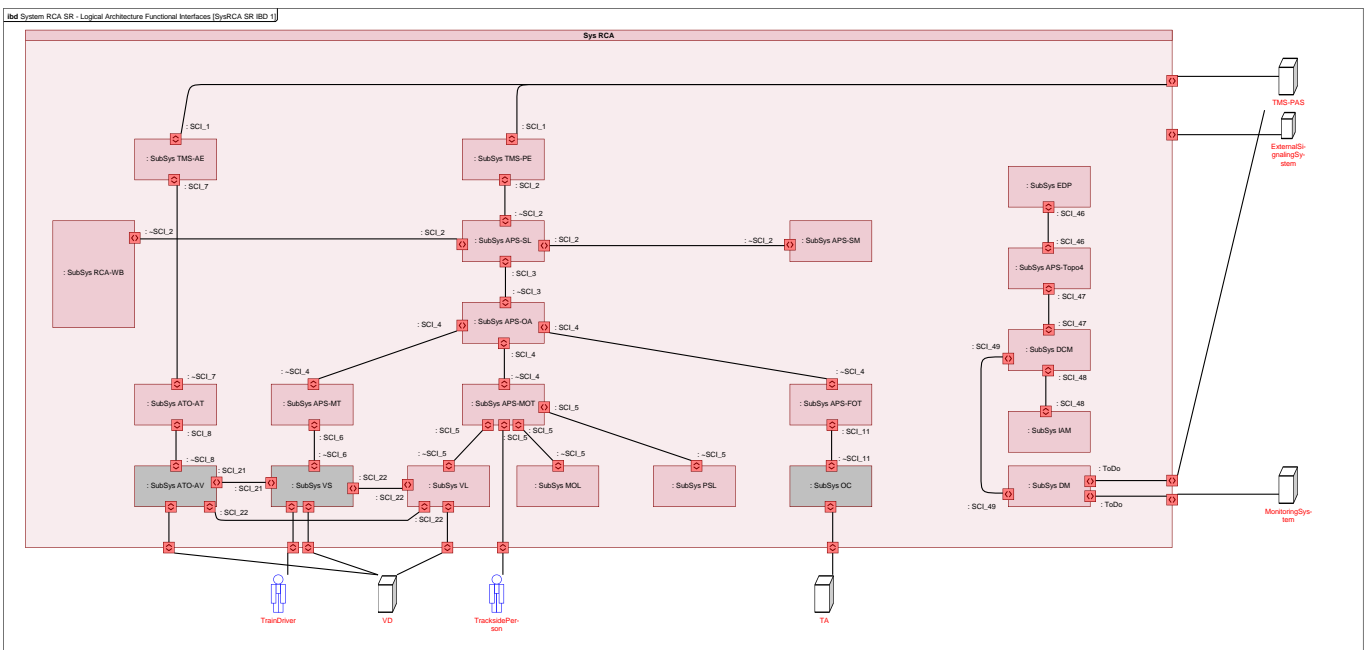 ibd System RCA SR - Logical Architecture Functional Interfaces [SysRCA SR IBD 1]
Sys RCA
TMS-PAS
: SCI_1
: SCI_1
ExternalSi-
gnalingSy-
stem
: SubSys TMS-AE
: SubSys TMS-PE
: SCI_7
: SCI_2
: SubSys EDP
: SCI_46
: ~SCI_2
: ~SCI_2
: SCI_2
: SubSys APS-SL
: SCI_2
: ~SCI_2
: SubSys APS-SM
: SCI_46
: SubSys RCA-WB
: SCI_3
: SubSys APS-Topo4
: ~SCI_3
: SCI_47
: SCI_4
: SubSys APS-OA
: SCI_4
: SCI_47
: SCI_49
: SubSys DCM
: SCI_4
: ~SCI_7
: ~SCI_4
: ~SCI_4
: ~SCI_4
: SCI_48
: SubSys ATO-AT
: SubSys APS-MT
: SubSys APS-MOT
: SCI_5
: SubSys APS-FOT
: SCI_48
: SCI_8
: SCI_6
: SCI_5
: SCI_5
: SCI_5
: SCI_11
: SubSys IAM
: ~SCI_8
: ~SCI_6
: ~SCI_5
: ~SCI_5
: ~SCI_5
: ~SCI_11
: SCI_21
: SCI_22
: ToDo
: SubSys ATO-AV
: SubSys VS
: SubSys VL
: SubSys MOL
: SubSys PSL
: SubSys OC
: SubSys DM
: SCI_21
: SCI_22
: SCI_49
: ToDo
: SCI_22
: SCI_22
MonitoringSys-
tem
TrainDriver
VD
TracksidePer-
son
TA